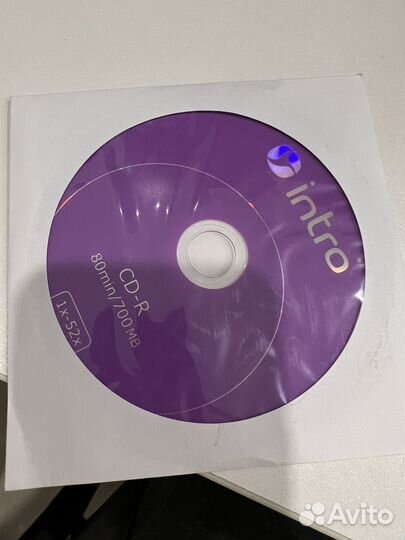 intro
CD-R
80min/700MB
1x-52x
Avito